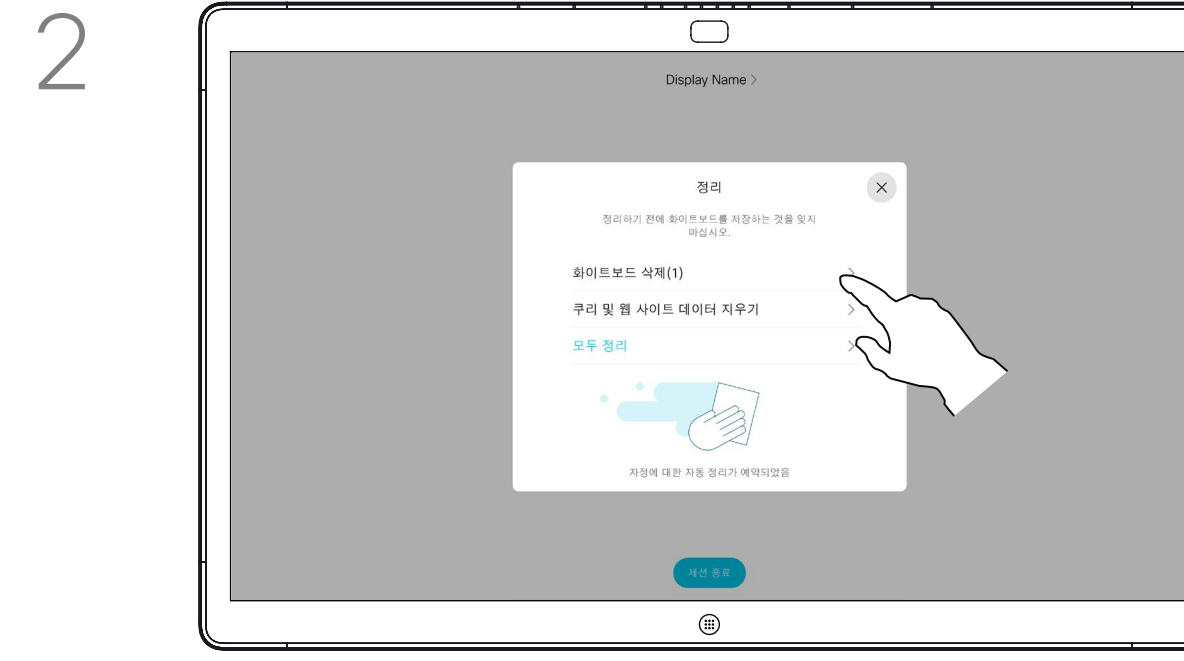 2
Display Name >
정리
정리하기 전에 화이트보드를 저장하는 것을 잊지
마십시오.
화이트보드 삭제(1)
쿠리 및 웹 사이트 데이터 지우기
모두 정리
자정에 대한 자동 정리가 예약되었음
세션 종료